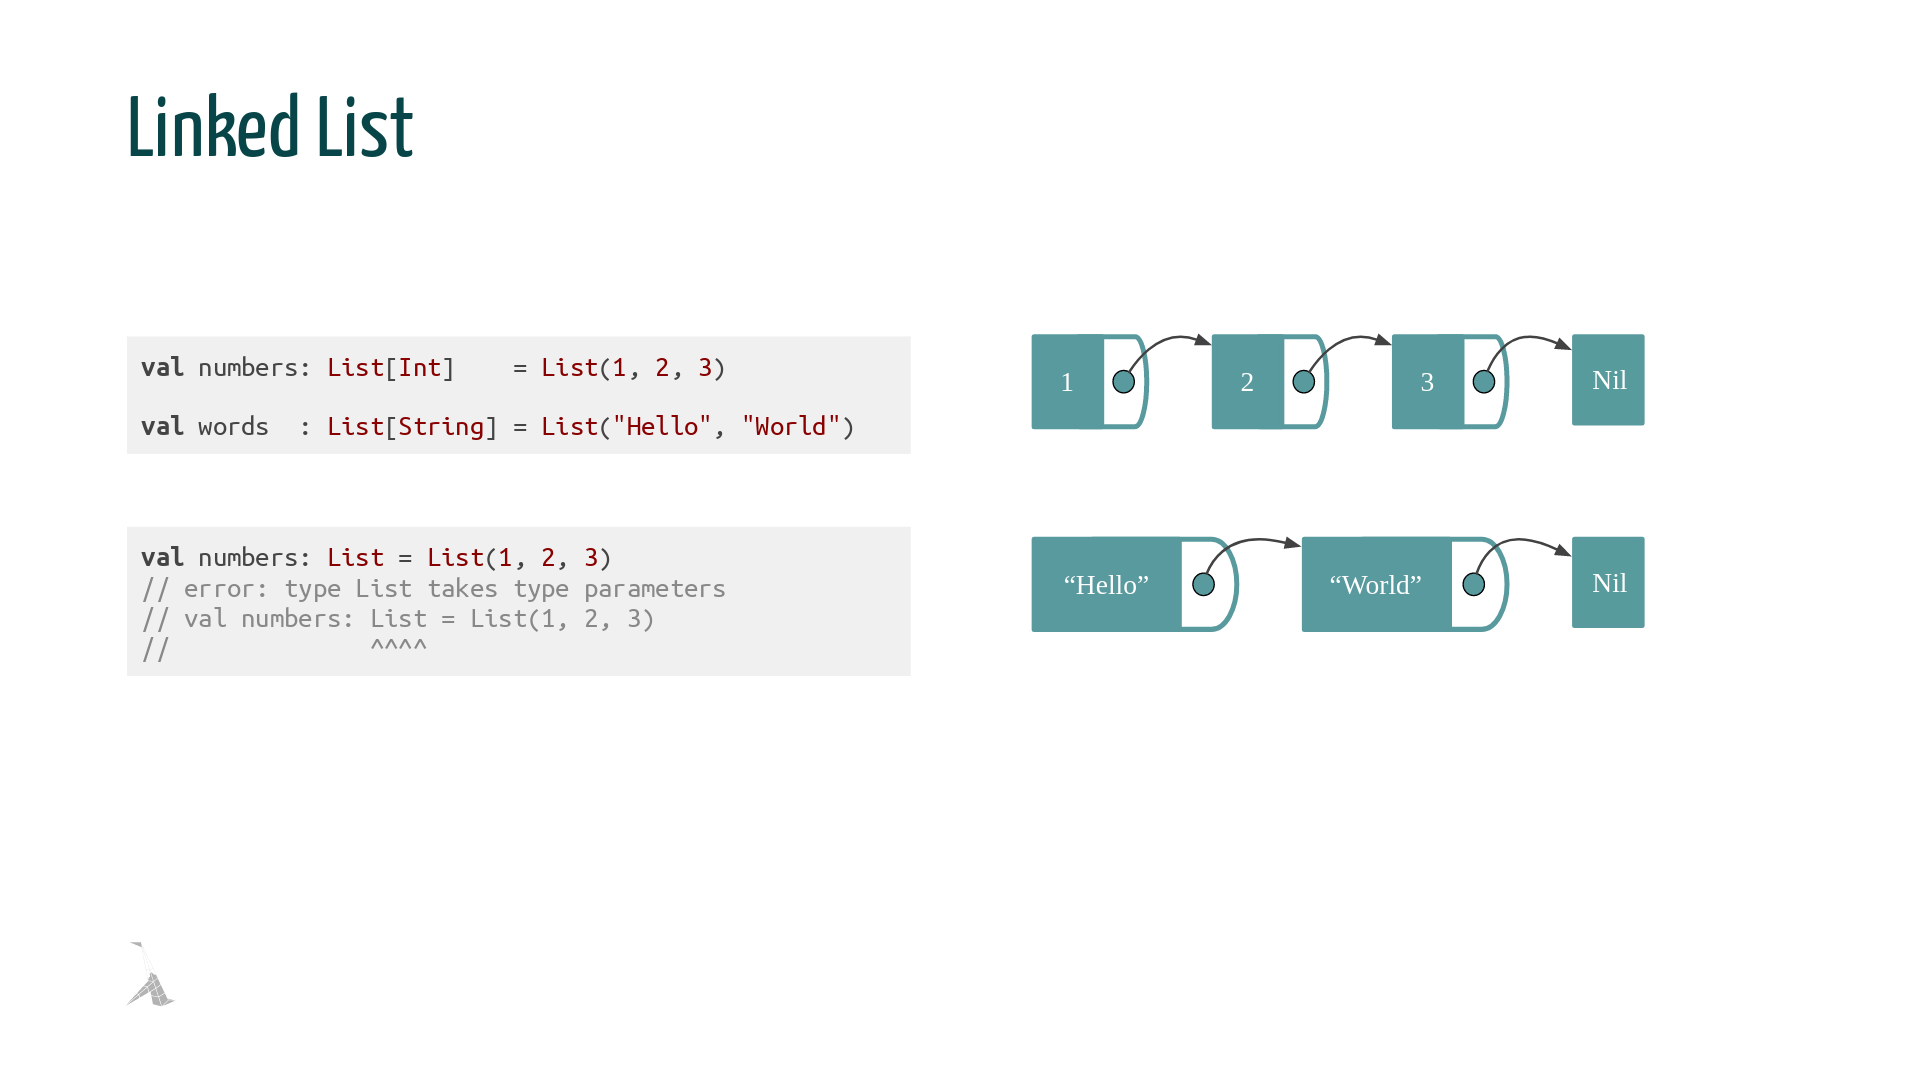 Linked List
val numbers: List[Int]    = List(1, 2, 3)
val words  : List[String] = List("Hello", "World")
val numbers: List = List(1, 2, 3)
// error: type List takes type parameters
// val numbers: List = List(1, 2, 3)
//              ^^^^
1 2 3 Nil
“Hello” “World” Nil